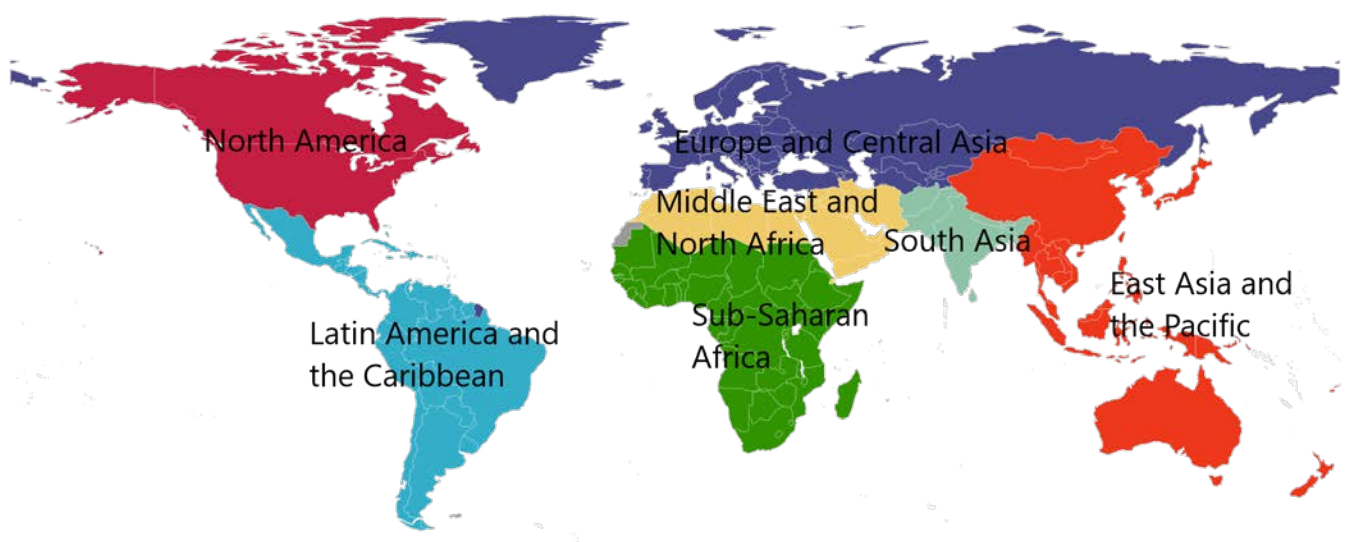 North America
Europe and Central Asia
Middle East and
North Africa
South Asia
East Asia and
the Pacific
Sub-Saharan
Africa
Latin America and
the Caribbean